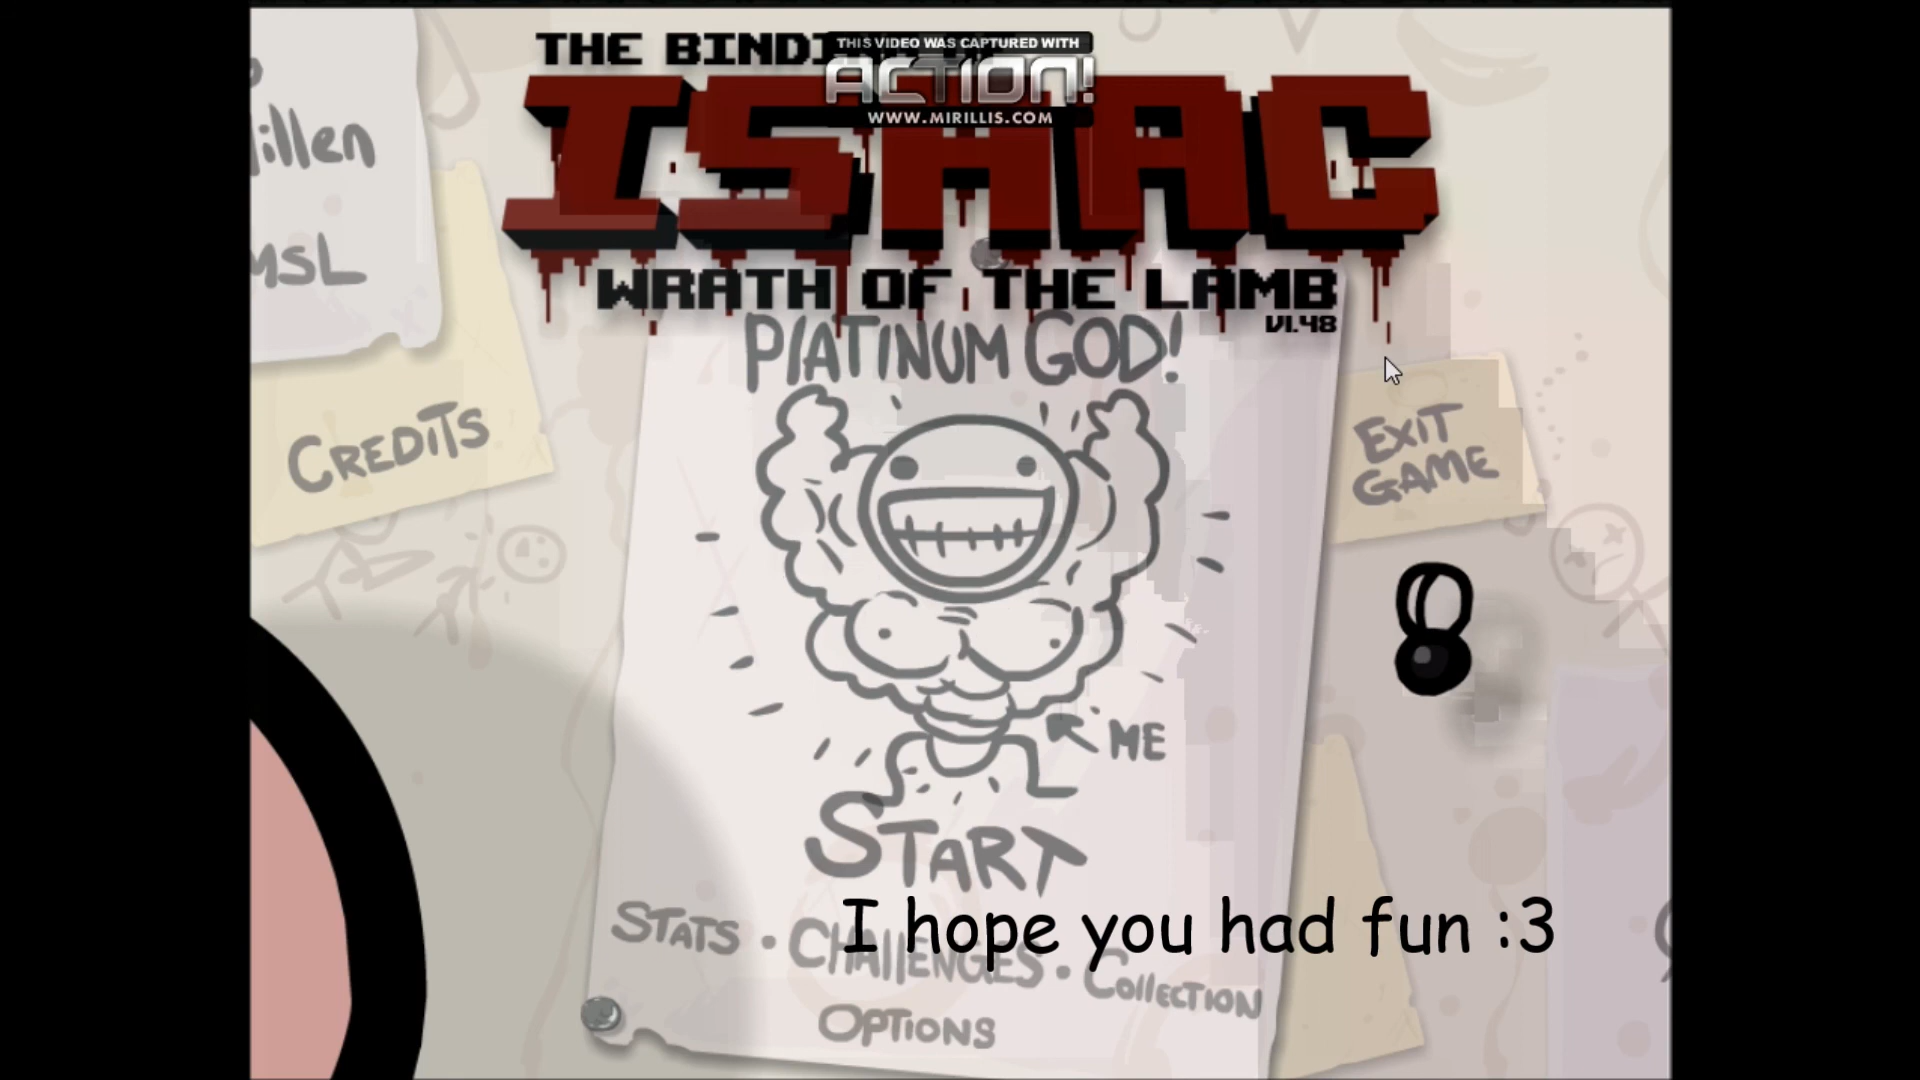 THE BINDI
THIS VIDEO WAS CAPTURED WITH
ACTION!
WWW.MIRILLIS.COM
ISAAC
WRATH OF THE LAMB
V1.48
illen
MSL
PLATINUM GOD!
CREDITS
EXIT
GAME
ME
START
I hope you had fun :3
STATS • CHALLENGES • COLLECTION
OPTIONS